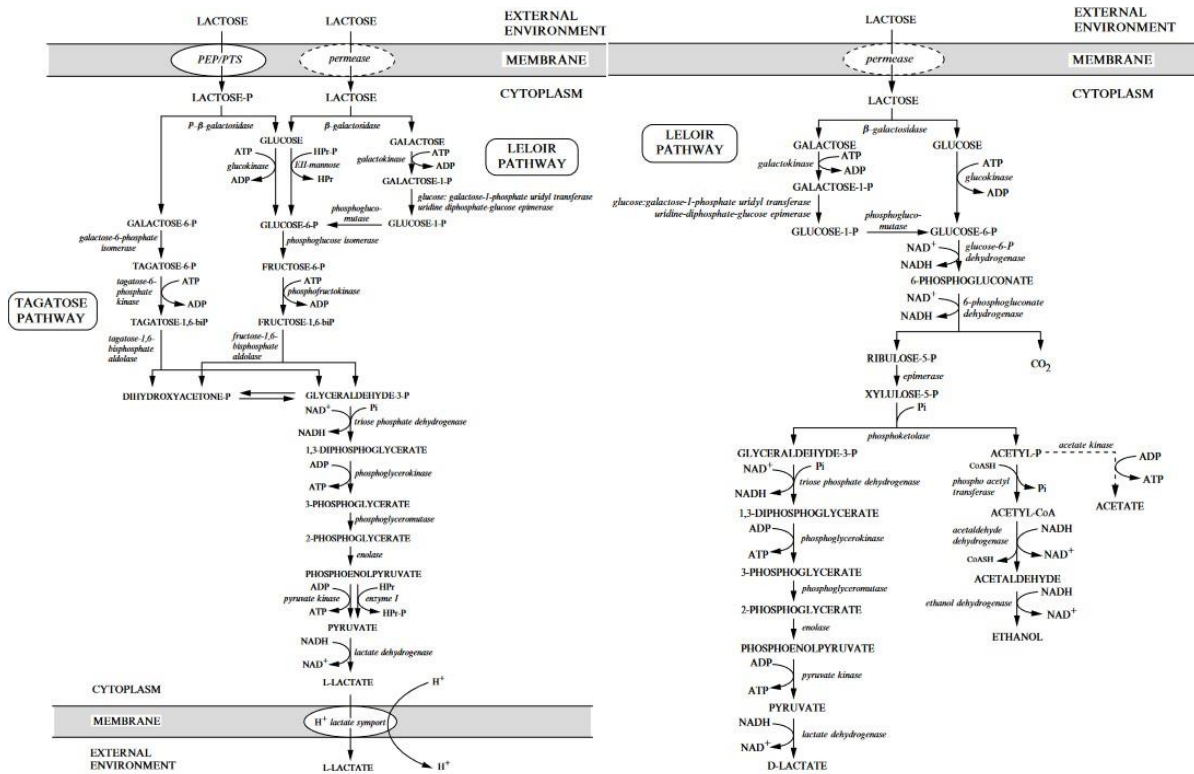 LACTOSE
LACTOSE
EXTERNAL
ENVIRONMENT
PEP/PTS
permease
MEMBRANE
LACTOSE-P
LACTOSE
CYTOPLASM
P-β-galactosidase
β-galactosidase
GLUCOSE
GALACTOSE
LELOIR
PATHWAY
ATP
glucokinase
ADP
HPr-P
EII-mannose
HPr
galactokinase
ATP
ADP
GALACTOSE-1-P
glucose: galactose-1-phosphate uridyl transferase
uridine diphosphate-glucose epimerase
phosphogluco-
mutase
GALACTOSE-6-P
GLUCOSE-6-P
GLUCOSE-1-P
galactose-6-phosphate
isomerase
phosphoglucose isomerase
TAGATOSE-6-P
FRUCTOSE-6-P
TAGATOSE
PATHWAY
tagatose-6-
phosphate
kinase
ATP
ADP
ATP
phosphofructokinase
ADP
TAGATOSE-1,6-biP
FRUCTOSE-1,6-biP
tagatose-1,6-
bisphosphate
aldolase
fructose-1,6-
bisphosphate
aldolase
DIHYDROXYACETONE-P
GLYCERALDEHYDE-3-P
NAD+
Pi
triose phosphate dehydrogenase
NADH
1,3-DIPHOSPHOGLYCERATE
ADP
phosphoglycerokinase
ATP
3-PHOSPHOGLYCERATE
phosphoglyceromutase
2-PHOSPHOGLYCERATE
enolase
PHOSPHOENOLPYRUVATE
ADP
pyruvate kinase
ATP
HPr
enzyme I
HPr-P
PYRUVATE
NADH
lactate dehydrogenase
NAD+
L-LACTATE
H+
CYTOPLASM
MEMBRANE
H+ lactate symport
EXTERNAL
ENVIRONMENT
L-LACTATE
H+
LACTOSE
EXTERNAL
ENVIRONMENT
permease
MEMBRANE
CYTOPLASM
LACTOSE
LELOIR
PATHWAY
β-galactosidase
GALACTOSE
GLUCOSE
galactokinase
ATP
ADP
ATP
glucokinase
ADP
GALACTOSE-1-P
glucose:galactose-1-phosphate uridyl transferase
uridine-diphosphate-glucose epimerase
phosphogluco-
mutase
GLUCOSE-1-P
GLUCOSE-6-P
NAD+
glucose-6-P
dehydrogenase
NADH
6-PHOSPHOGLUCONATE
NAD+
6-phosphogluconate
dehydrogenase
NADH
RIBULOSE-5-P
CO2
epimerase
XYLULOSE-5-P
Pi
phosphoketolase
GLYCERALDEHYDE-3-P
ACETYL-P
acetate kinase
NAD+
Pi
triose phosphate dehydrogenase
NADH
CoASH
phospho acetyl
transferase
Pi
ADP
ATP
ACETATE
1,3-DIPHOSPHOGLYCERATE
ACETYL-CoA
ADP
phosphoglycerokinase
ATP
acetaldehyde
dehydrogenase
NADH
CoASH
NAD+
3-PHOSPHOGLYCERATE
ACETALDEHYDE
phosphoglyceromutase
ethanol dehydrogenase
NADH
NAD+
2-PHOSPHOGLYCERATE
enolase
ETHANOL
PHOSPHOENOLPYRUVATE
ADP
pyruvate kinase
ATP
PYRUVATE
NADH
lactate dehydrogenase
NAD+
D-LACTATE